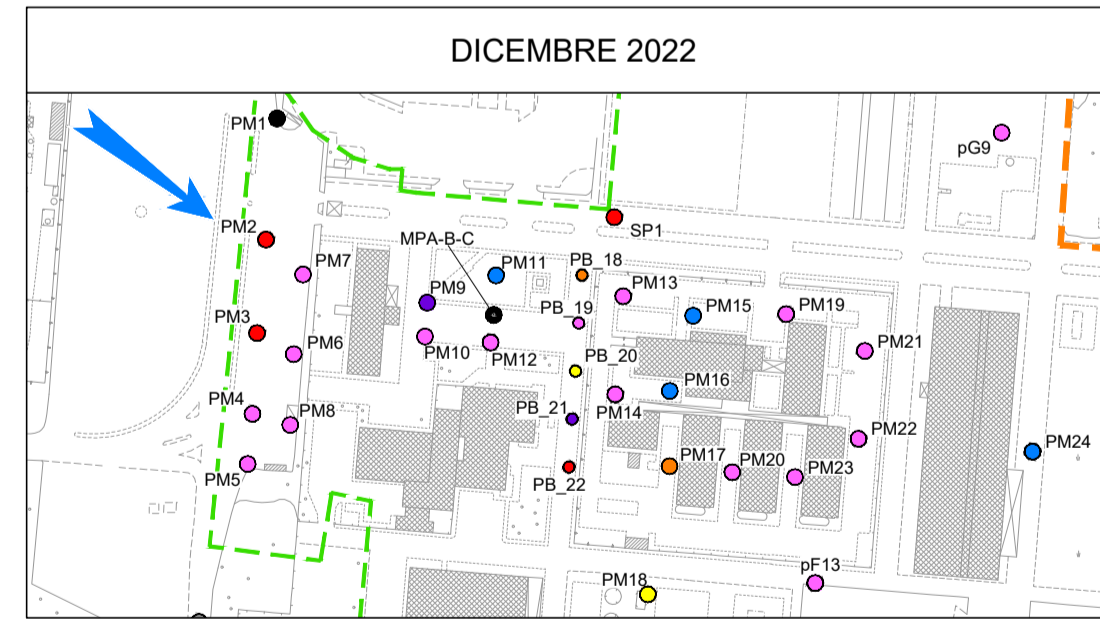 DICEMBRE 2022
PM1
pG9
PM2
SP1
MPA-B-C
PM7
PM11
PB_18
PM9
PM13
PB_19
PM15
PM19
PM3
PM6
PM10
PM12
PM21
PB_20
PM16
PM4
PM8
PB_21
PM14
PM22
PM24
PM5
PB_22
PM17
PM20
PM23
pF13
PM18